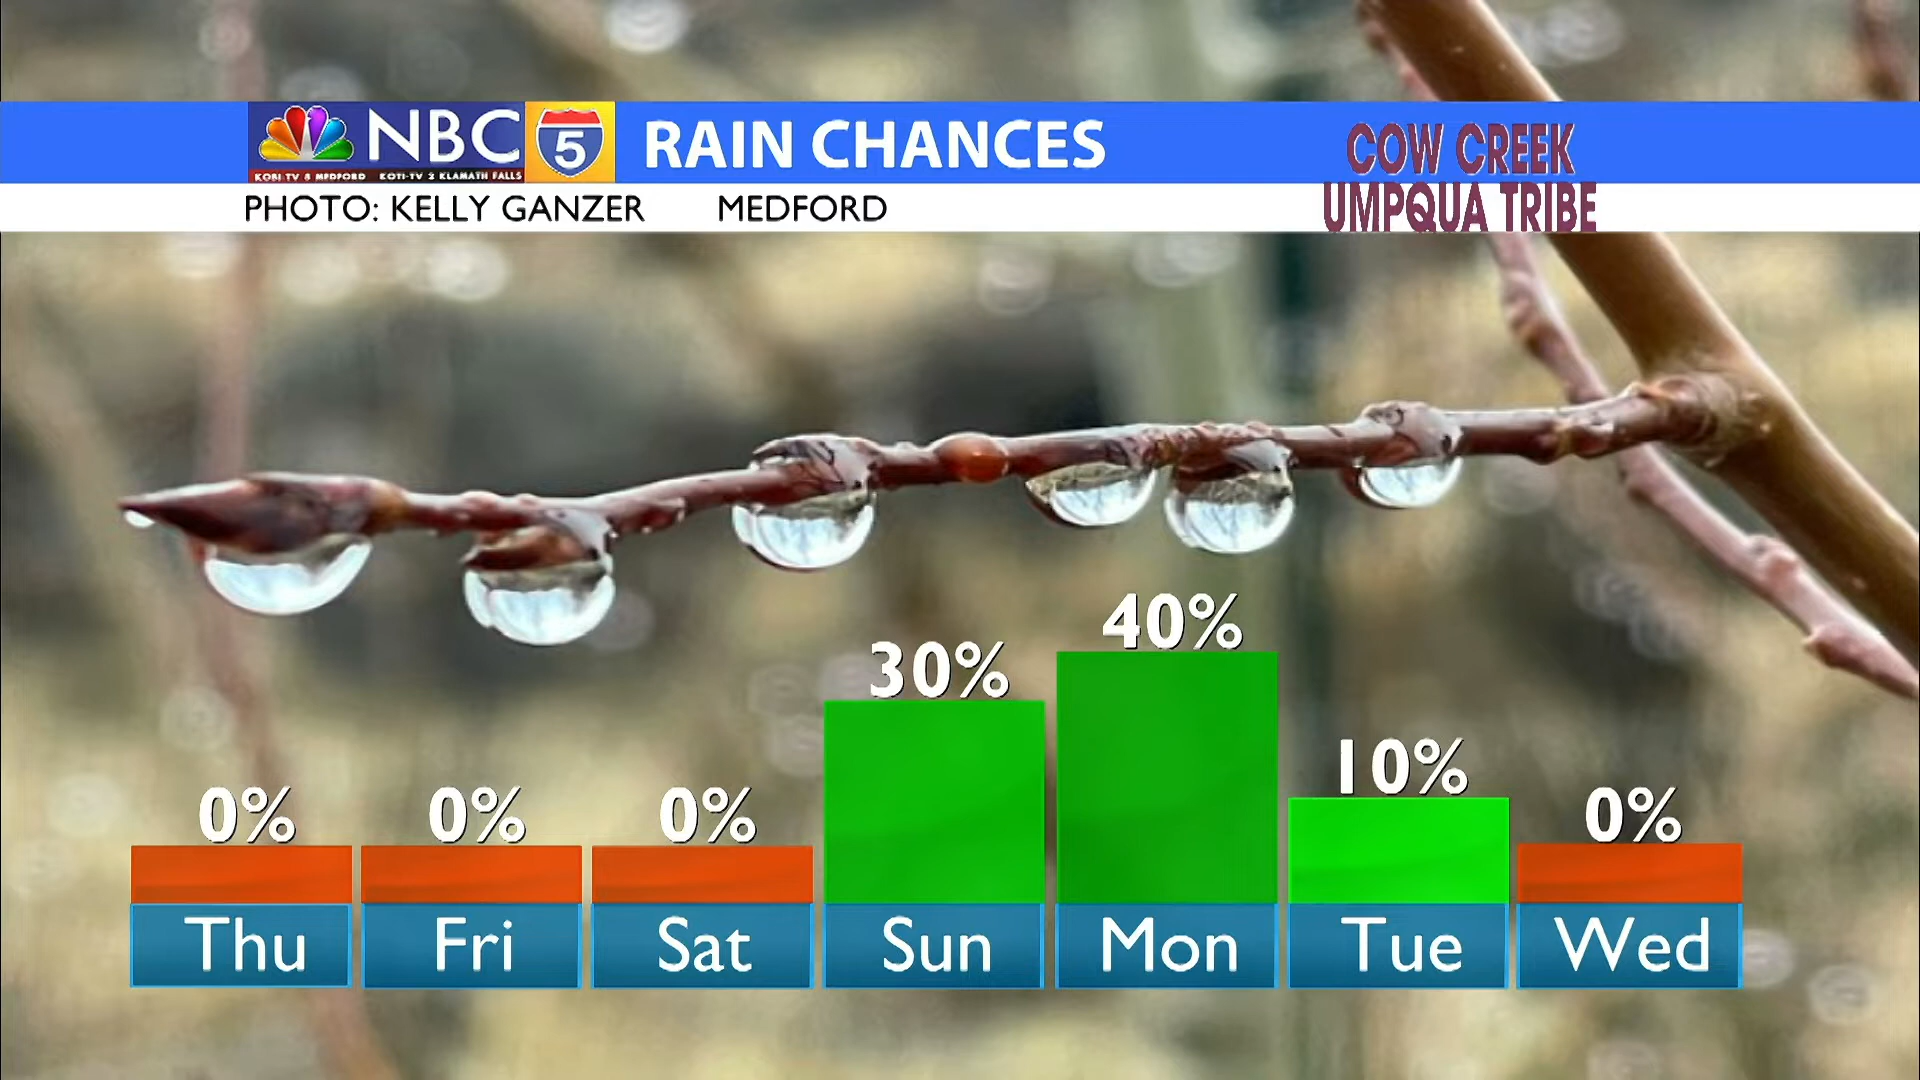 NBC 5 RAIN CHANCES
KOBI-TV 5 MEDFORD KOTI-TV 2 KLAMATH FALLS
COW CREEK
UMPQUA TRIBE
PHOTO: KELLY GANZER MEDFORD
0% 0% 0% 30% 40% 10% 0%
Thu Fri Sat Sun Mon Tue Wed